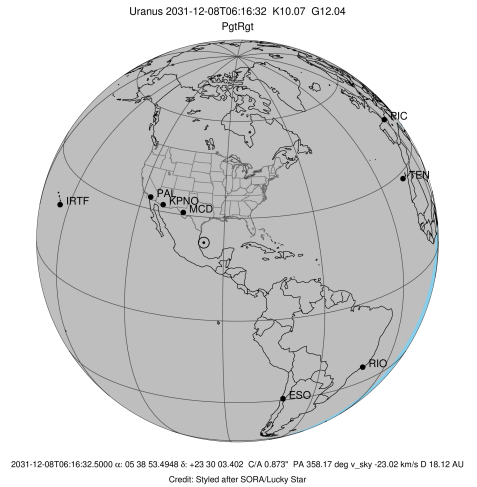 Uranus 2031-12-08T06:16:32 K10.07 G12.04
PgtRgt
RIC
TEN
PAL
IRTF
KPNO
MCD
RIO
ESO
2031-12-08T06:16:32.5000 α: 05 38 53.4948 δ: +23 30 03.402 C/A 0.873" PA 358.17 deg v_sky -23.02 km/s D 18.12 AU
Credit: Styled after SORA/Lucky Star